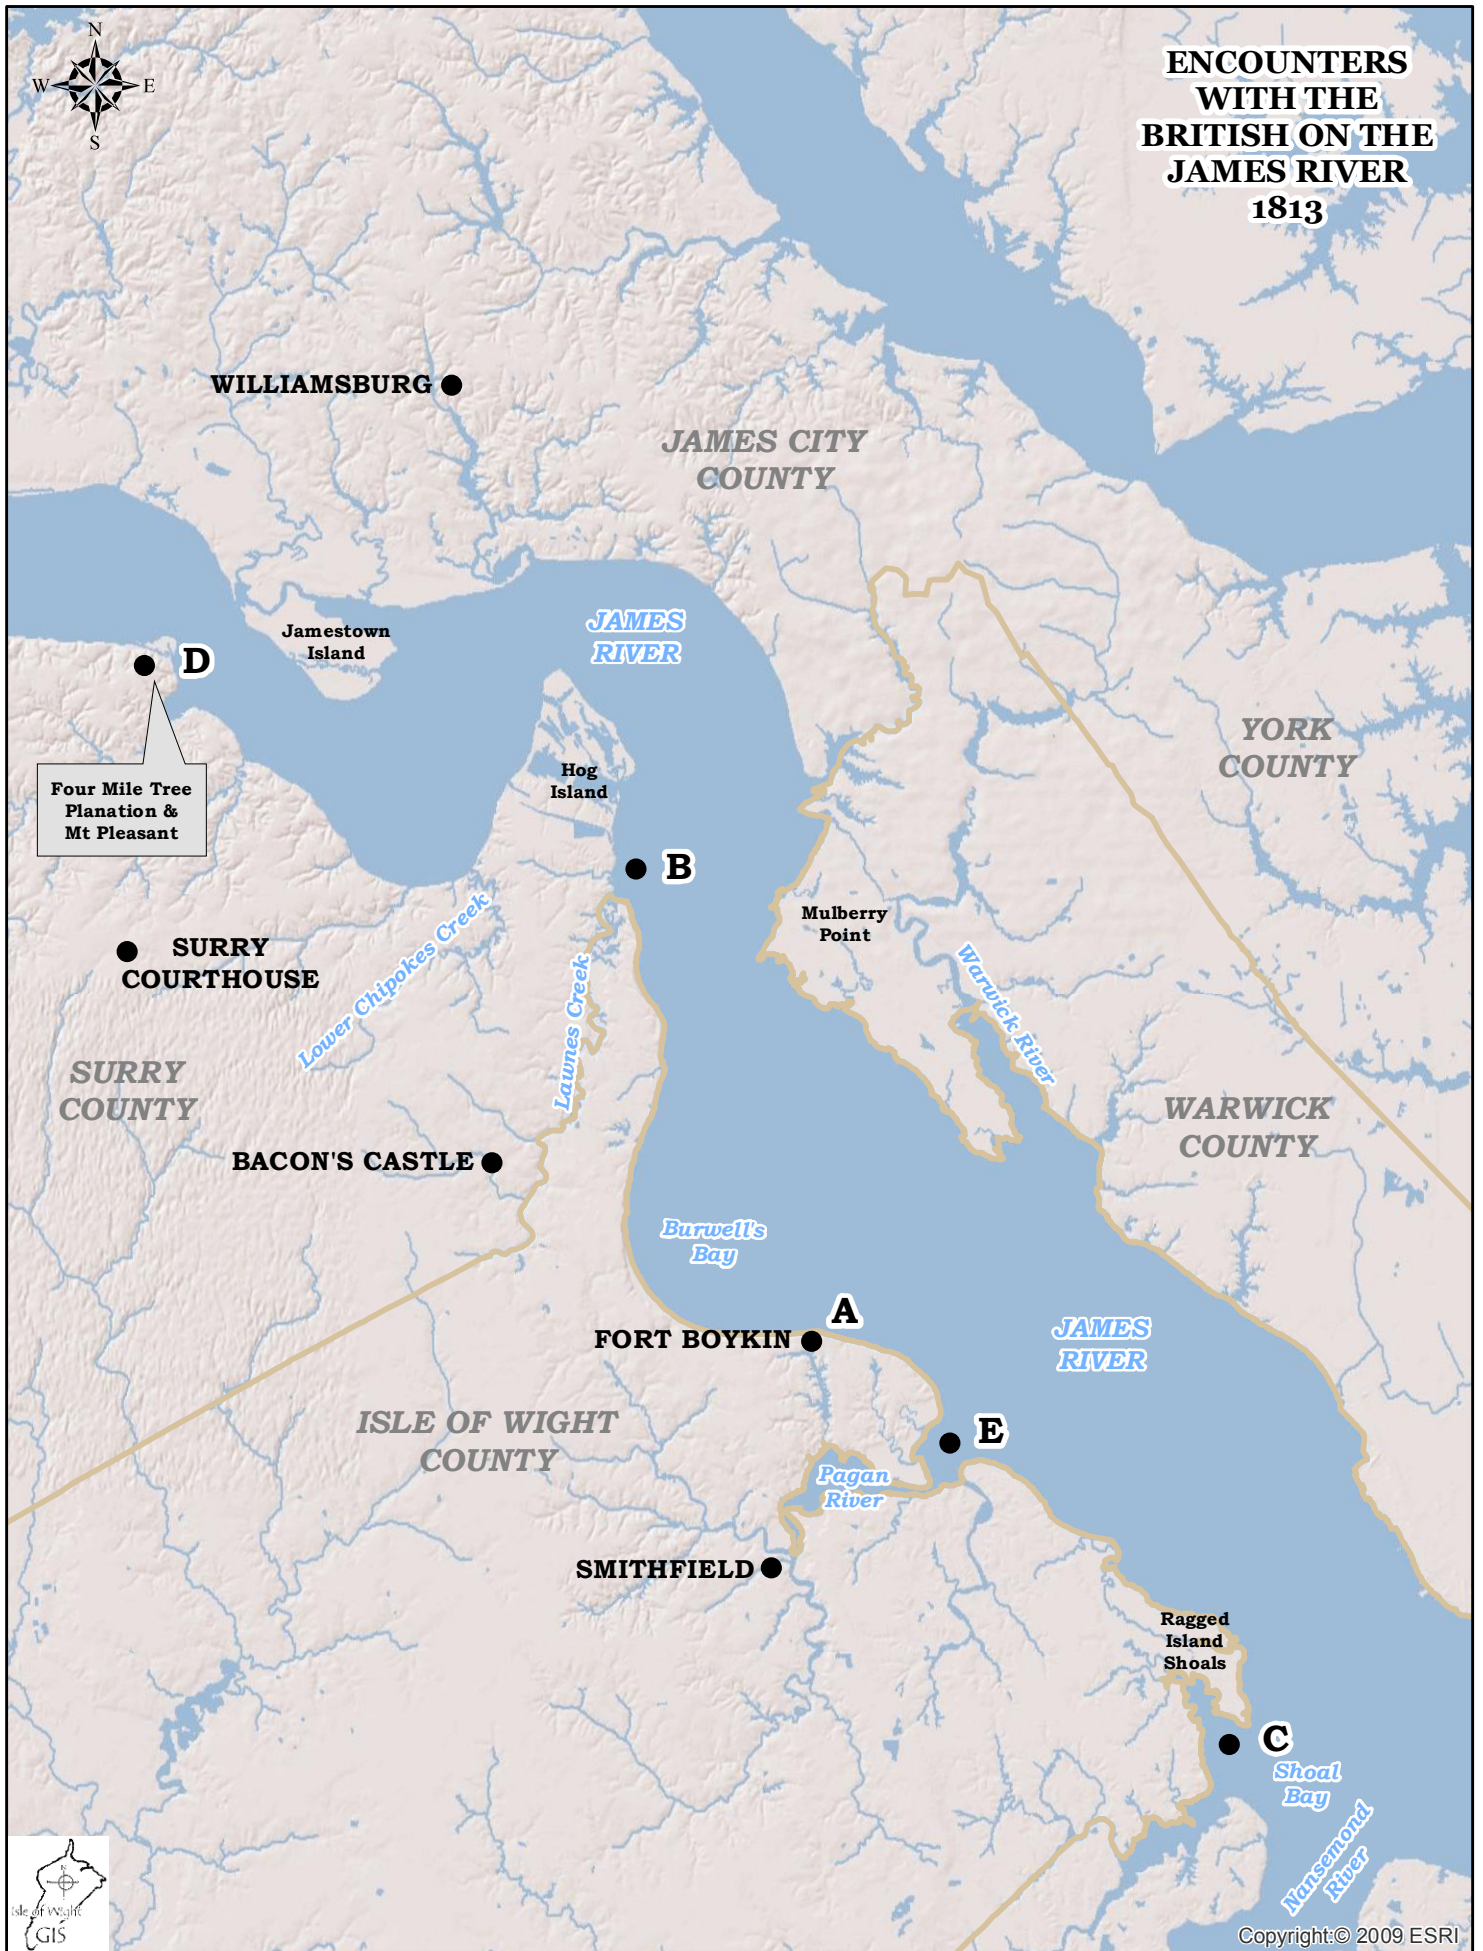 N
W
E
S
ENCOUNTERS
WITH THE
BRITISH ON THE
JAMES RIVER
1813
WILLIAMSBURG
JAMES CITY
COUNTY
JAMES
RIVER
Jamestown
Island
D
Four Mile Tree
Planation &
Mt Pleasant
Hog
Island
YORK
COUNTY
B
Mulberry
Point
SURRY
COURTHOUSE
Lower Chipokes Creek
Lawnes Creek
Warwick River
SURRY
COUNTY
WARWICK
COUNTY
BACON'S CASTLE
Burwell's
Bay
A
FORT BOYKIN
JAMES
RIVER
ISLE OF WIGHT
COUNTY
E
Pagan
River
SMITHFIELD
Ragged
Island
Shoals
C
Shoal
Bay
Nansemond
River
N
Isle of Wight
GIS
Copyright:© 2009 ESRI